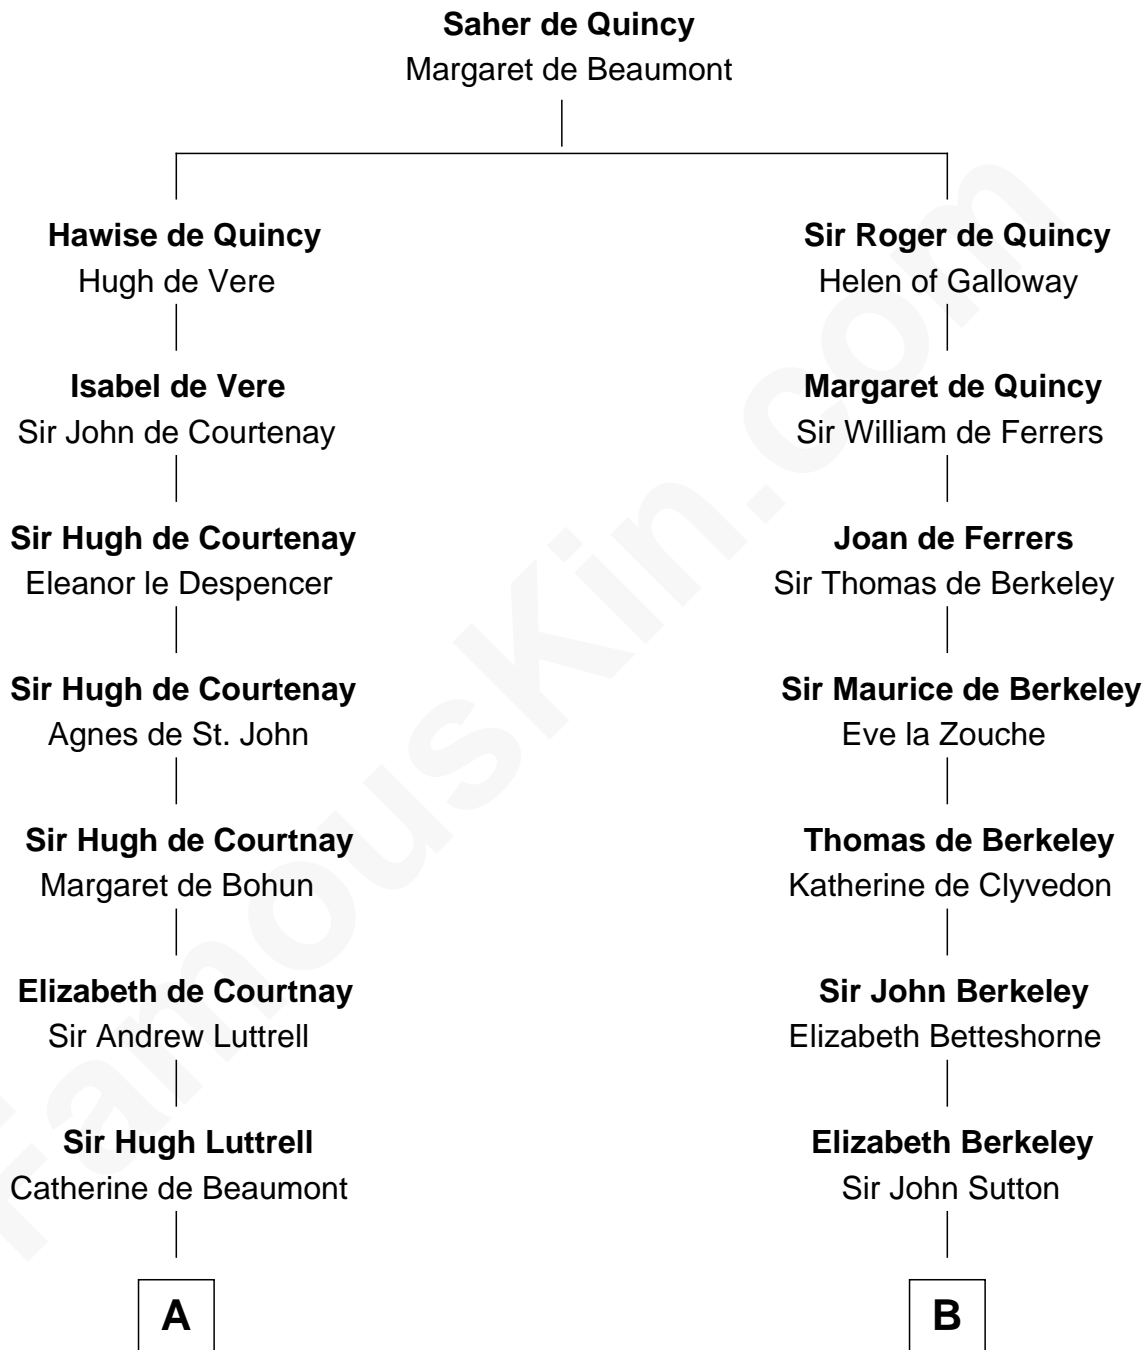 Saher de Quincy
Margaret de Beaumont
Hawise de Quincy
Hugh de Vere
Sir Roger de Quincy
Helen of Galloway
Isabel de Vere
Sir John de Courtenay
Margaret de Quincy
Sir William de Ferrers
Sir Hugh de Courtenay
Eleanor le Despencer
Joan de Ferrers
Sir Thomas de Berkeley
Sir Hugh de Courtenay
Agnes de St. John
Sir Maurice de Berkeley
Eve la Zouche
Sir Hugh de Courtnay
Margaret de Bohun
Thomas de Berkeley
Katherine de Clyvedon
Elizabeth de Courtnay
Sir Andrew Luttrell
Sir John Berkeley
Elizabeth Betteshorne
Sir Hugh Luttrell
Catherine de Beaumont
Elizabeth Berkeley
Sir John Sutton
A
B
FamousKin.com